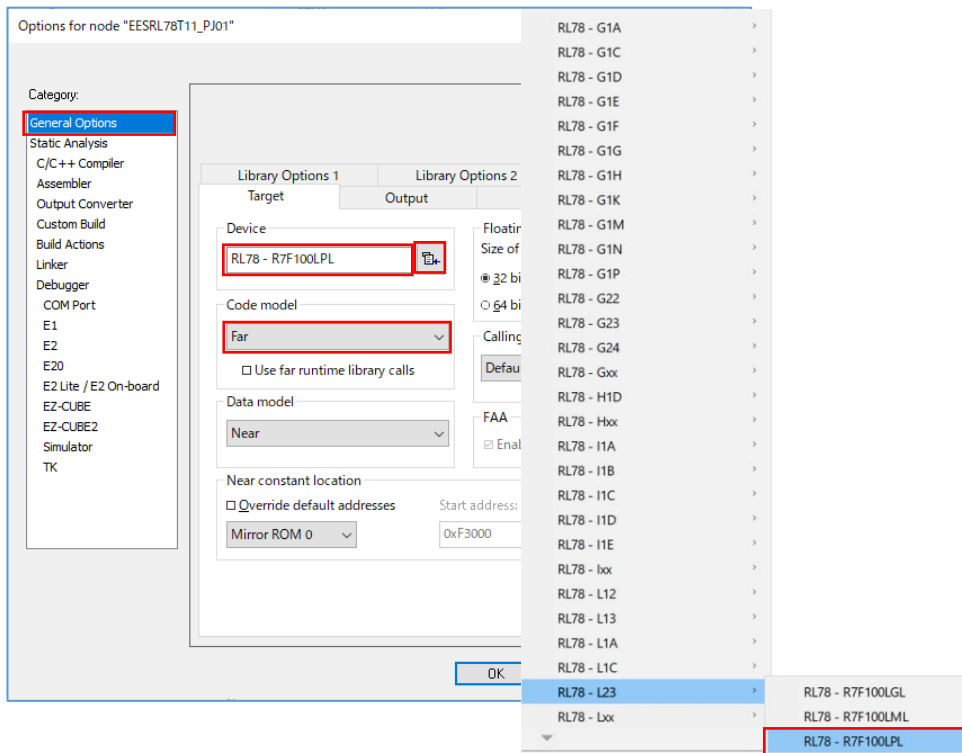 Options for node "EESRL78T11_PJ01"
Category:
General Options
Static Analysis
C/C++ Compiler
Assembler
Output Converter
Custom Build
Build Actions
Linker
Debugger
COM Port
E1
E2
E20
E2 Lite / E2 On-board
EZ-CUBE
EZ-CUBE2
Simulator
TK
Library Options 1
Library Options 2
Target
Output
Device
RL78 - R7F100LPL
Code model
Far
Use far runtime library calls
Data model
Near
Near constant location
Override default addresses
Start address:
Mirror ROM 0
0xF3000
Size of
32
64
FAA
OK
RL78 - G1A
RL78 - G1C
RL78 - G1D
RL78 - G1E
RL78 - G1F
RL78 - G1G
RL78 - G1H
RL78 - G1K
RL78 - G1M
RL78 - G1N
RL78 - G1P
RL78 - G22
RL78 - G23
RL78 - G24
RL78 - Gxx
RL78 - H1D
RL78 - Hxx
RL78 - I1A
RL78 - I1B
RL78 - I1C
RL78 - I1D
RL78 - I1E
RL78 - Ixx
RL78 - L12
RL78 - L13
RL78 - L1A
RL78 - L1C
RL78 - L23
RL78 - Lxx
RL78 - R7F100LGL
RL78 - R7F100LML
RL78 - R7F100LPL